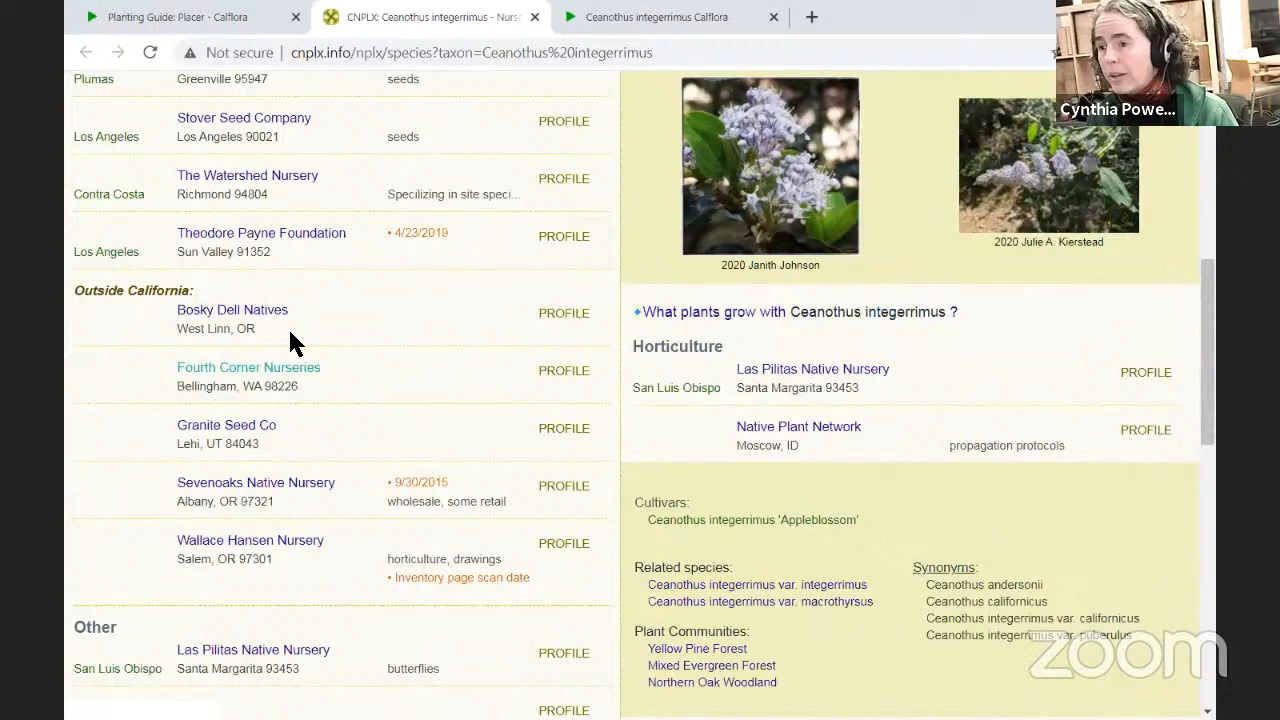 Planting Guide: Placer - Calflora
CNPLX: Ceanothus integerrimus - Nurse
Ceanothus integerrimus Calflora
Not secure | cnplx.info/nplx/species?taxon=Ceanothus%20integerrimus
Cynthia Powe...
Plumas Greenville 95947 seeds
Stover Seed Company PROFILE
Los Angeles Los Angeles 90021 seeds
The Watershed Nursery PROFILE
Contra Costa Richmond 94804 Specilizing in site speci...
Theodore Payne Foundation • 4/23/2019 PROFILE
Los Angeles Sun Valley 91352
Outside California:
Bosky Dell Natives PROFILE
West Linn, OR
Fourth Corner Nurseries PROFILE
Bellingham, WA 98226
Granite Seed Co PROFILE
Lehi, UT 84043
Sevenoaks Native Nursery • 9/30/2015 PROFILE
Albany, OR 97321 wholesale, some retail
Wallace Hansen Nursery PROFILE
Salem, OR 97301 horticulture, drawings
• Inventory page scan date
Other
Las Pilitas Native Nursery PROFILE
San Luis Obispo Santa Margarita 93453 butterflies
PROFILE
2020 Janith Johnson
2020 Julie A. Kierstead
What plants grow with Ceanothus integerrimus ?
Horticulture
Las Pilitas Native Nursery PROFILE
San Luis Obispo Santa Margarita 93453
Native Plant Network PROFILE
Moscow, ID propagation protocols
Cultivars:
Ceanothus integerrimus 'Appleblossom'
Related species:
Ceanothus integerrimus var. integerrimus
Ceanothus integerrimus var. macrothyrsus
Plant Communities:
Yellow Pine Forest
Mixed Evergreen Forest
Northern Oak Woodland
Synonyms:
Ceanothus andersonii
Ceanothus californicus
Ceanothus integerrimus var. californicus
Ceanothus integerrimus var. puberulus
zoom